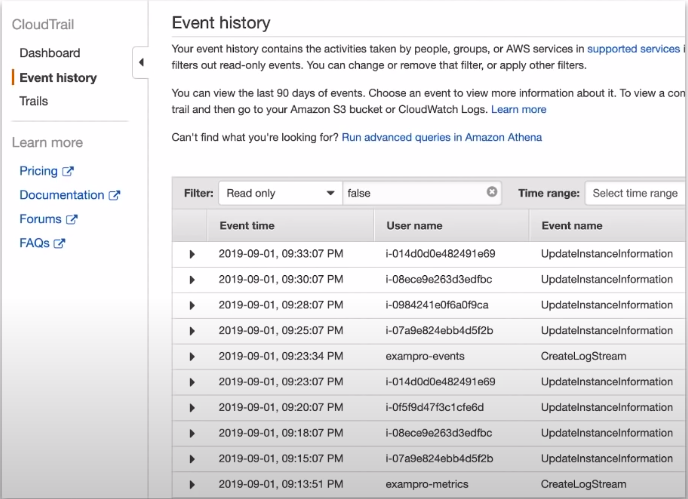 CloudTrail
Dashboard
Event history
Trails
Learn more
Pricing
Documentation
Forums
FAQs
Event history
Your event history contains the activities taken by people, groups, or AWS services in supported services
filters out read-only events. You can change or remove that filter, or apply other filters.
You can view the last 90 days of events. Choose an event to view more information about it. To view a
trail and then go to your Amazon S3 bucket or CloudWatch Logs. Learn more
Can't find what you're looking for? Run advanced queries in Amazon Athena
Filter: Read only false Time range: Select time range
Event time User name Event name
2019-09-01, 09:33:07 PM i-014d0d0e482491e69 UpdateInstanceInformation
2019-09-01, 09:30:07 PM i-08ece9e263d3edfbc UpdateInstanceInformation
2019-09-01, 09:28:07 PM i-0984241e0f6a0f9ca UpdateInstanceInformation
2019-09-01, 09:25:07 PM i-07a9e824ebb4d5f2b UpdateInstanceInformation
2019-09-01, 09:23:34 PM exampro-events CreateLogStream
2019-09-01, 09:23:07 PM i-014d0d0e482491e69 UpdateInstanceInformation
2019-09-01, 09:20:07 PM i-0f5f9d47f3c1cfe6d UpdateInstanceInformation
2019-09-01, 09:18:07 PM i-08ece9e263d3edfbc UpdateInstanceInformation
2019-09-01, 09:15:07 PM i-07a9e824ebb4d5f2b UpdateInstanceInformation
2019-09-01, 09:13:51 PM exampro-metrics CreateLogStream